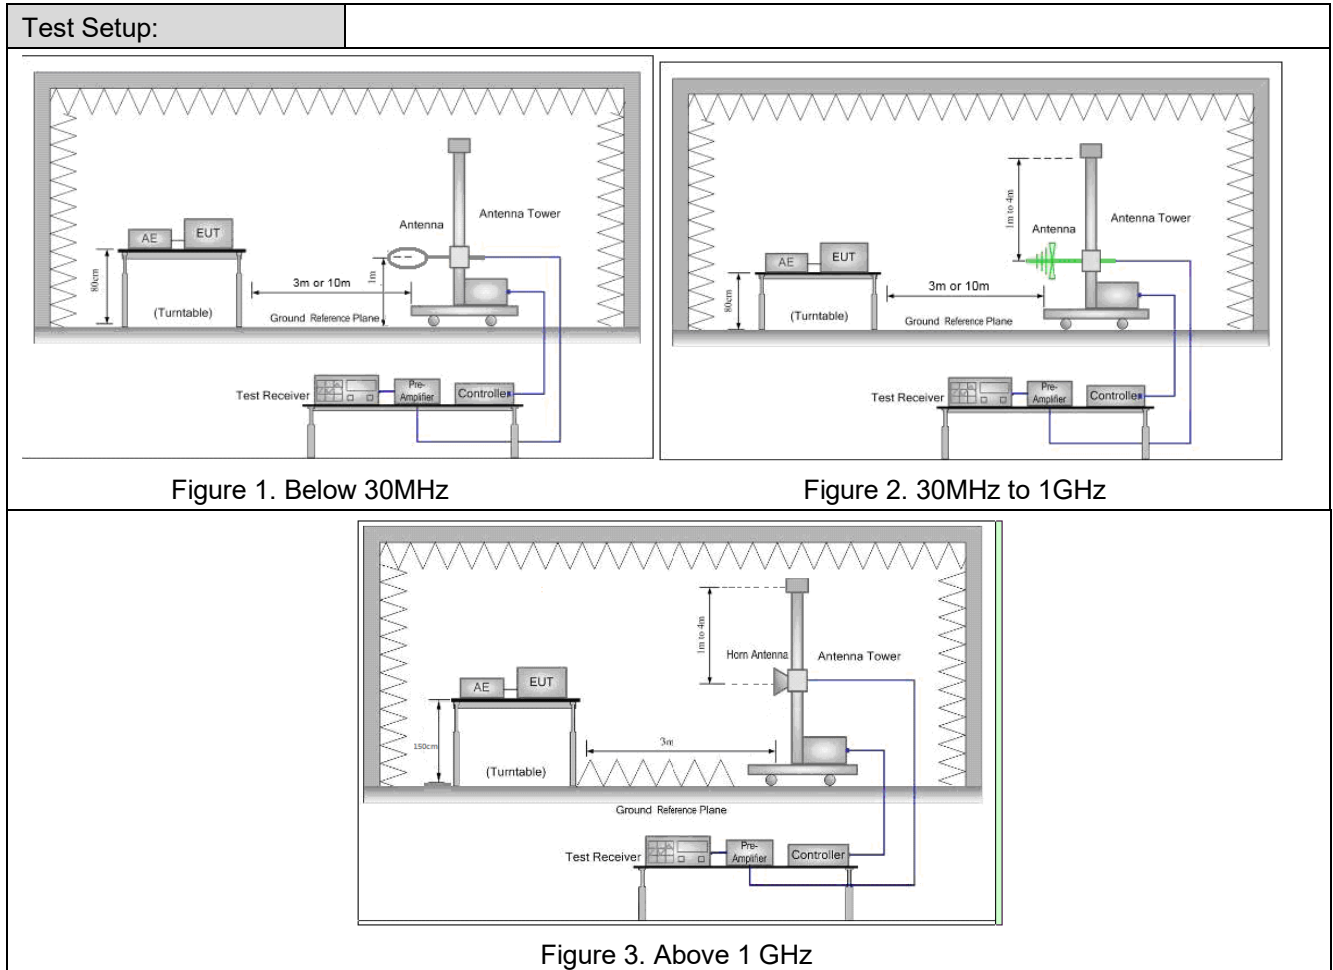 Test Setup:
Antenna
Antenna Tower
AE
EUT
80cm
1m
3m or 10m
(Turntable)
Ground Reference Plane
Test Receiver
Pre-
Amplifier
Controller
Figure 1. Below 30MHz
1m to 4m
Antenna
Antenna Tower
AE
EUT
80cm
3m or 10m
(Turntable)
Ground Reference Plane
Test Receiver
Pre-
Amplifier
Controller
Figure 2. 30MHz to 1GHz
1m to 4m
Horn Antenna
Antenna Tower
AE
EUT
150cm
3m
(Turntable)
Ground Reference Plane
Test Receiver
Pre-
Amplifier
Controller
Figure 3. Above 1 GHz